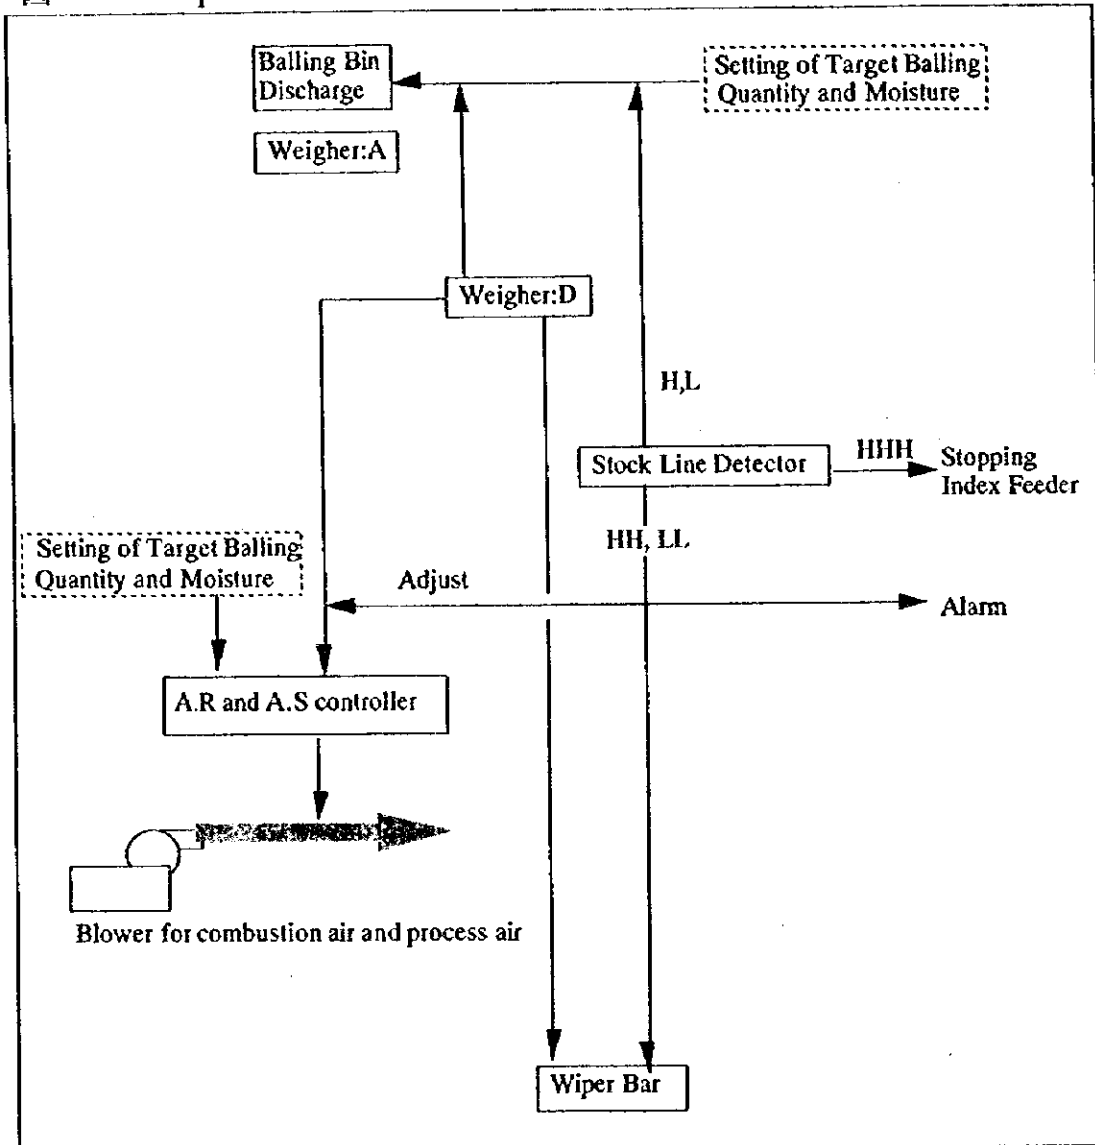 Balling Bin
Discharge
Setting of Target Balling
Quantity and Moisture
Weigher:A
Weigher:D
H,L
Stock Line Detector
HHH
Stopping
Index Feeder
HH, LL
Setting of Target Balling
Quantity and Moisture
Adjust
Alarm
A.R and A.S controller
Blower for combustion air and process air
Wiper Bar